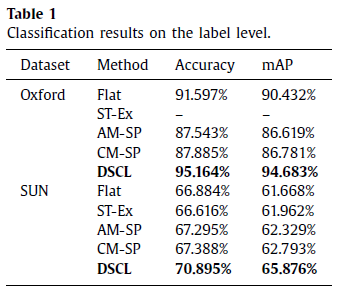 Table 1
Classification results on the label level.
Dataset Method Accuracy mAP
Oxford Flat 91.597% 90.432%
ST-Ex – –
AM-SP 87.543% 86.619%
CM-SP 87.885% 86.781%
DSCL 95.164% 94.683%
SUN Flat 66.884% 61.668%
ST-Ex 66.616% 61.962%
AM-SP 67.295% 62.329%
CM-SP 67.388% 62.793%
DSCL 70.895% 65.876%